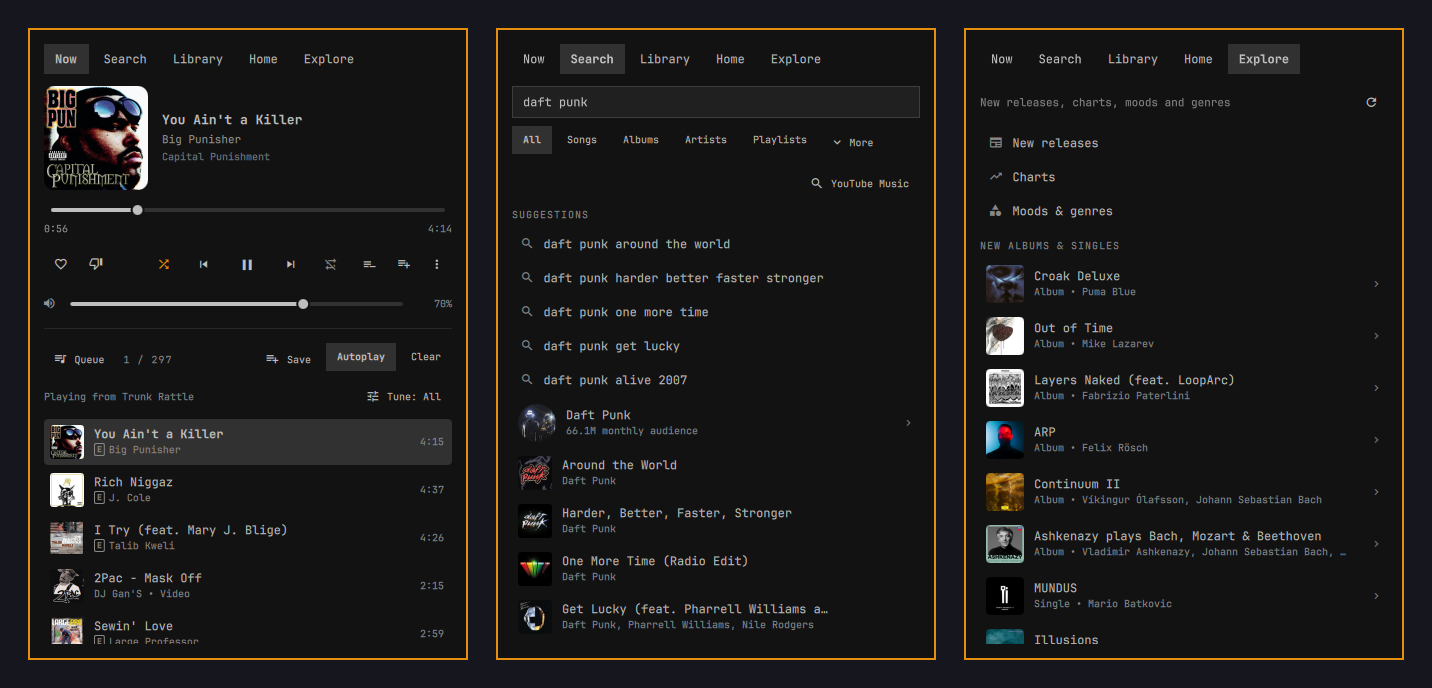 Now Search Library Home Explore
BIG PUN
CAPITAL PUNISHMENT
You Ain't a Killer
Big Punisher
Capital Punishment
0:56 4:14
70%
Queue 1 / 297 Save Autoplay Clear
Playing from Trunk Rattle Tune: All
You Ain't a Killer
E Big Punisher 4:15
Rich Niggaz
E J. Cole 4:37
I Try (feat. Mary J. Blige)
E Talib Kweli 4:26
2Pac - Mask Off
DJ Gan'S • Video 2:15
Sewin' Love
E Large Professor 2:59
Now Search Library Home Explore
daft punk
All Songs Albums Artists Playlists More
YouTube Music
SUGGESTIONS
daft punk around the world
daft punk harder better faster stronger
daft punk one more time
daft punk get lucky
daft punk alive 2007
Daft Punk
66.1M monthly audience
Around the World
Daft Punk
Harder, Better, Faster, Stronger
Daft Punk
One More Time (Radio Edit)
Daft Punk
Get Lucky (feat. Pharrell Williams a…
Daft Punk, Pharrell Williams, Nile Rodgers
Now Search Library Home Explore
New releases, charts, moods and genres
New releases
Charts
Moods & genres
NEW ALBUMS & SINGLES
Croak Deluxe
Album • Puma Blue
Out of Time
Album • Mike Lazarev
Layers Naked (feat. LoopArc)
Album • Fabrizio Paterlini
ARP
Album • Felix Rösch
Continuum II
Album • Víkingur Ólafsson, Johann Sebastian Bach
ASHKENAZY
Ashkenazy plays Bach, Mozart & Beethoven
Album • Vladimir Ashkenazy, Johann Sebastian Bach, …
MUNDUS
Single • Mario Batkovic
Illusions